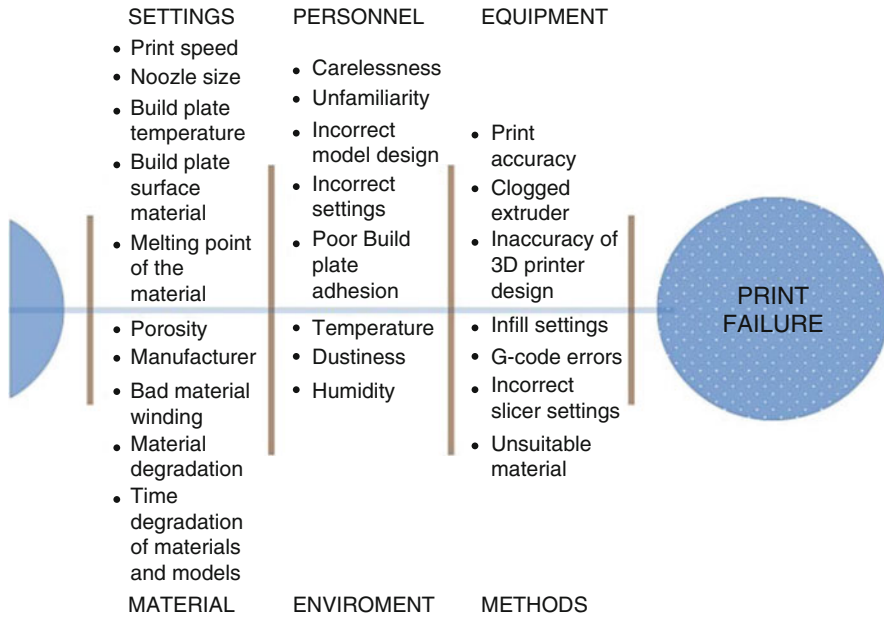 SETTINGS
• Print speed
• Noozle size
• Build plate
temperature
• Build plate
surface
material
• Melting point
of the
material
PERSONNEL
• Carelessness
• Unfamiliarity
• Incorrect
model design
• Incorrect
settings
• Poor Build
plate
adhesion
EQUIPMENT
• Print
accuracy
• Clogged
extruder
• Inaccuracy of
3D printer
design
PRINT
FAILURE
• Porosity
• Manufacturer
• Bad material
winding
• Material
degradation
• Time
degradation
of materials
and models
MATERIAL
• Temperature
• Dustiness
• Humidity
ENVIROMENT
• Infill settings
• G-code errors
• Incorrect
slicer settings
• Unsuitable
material
METHODS